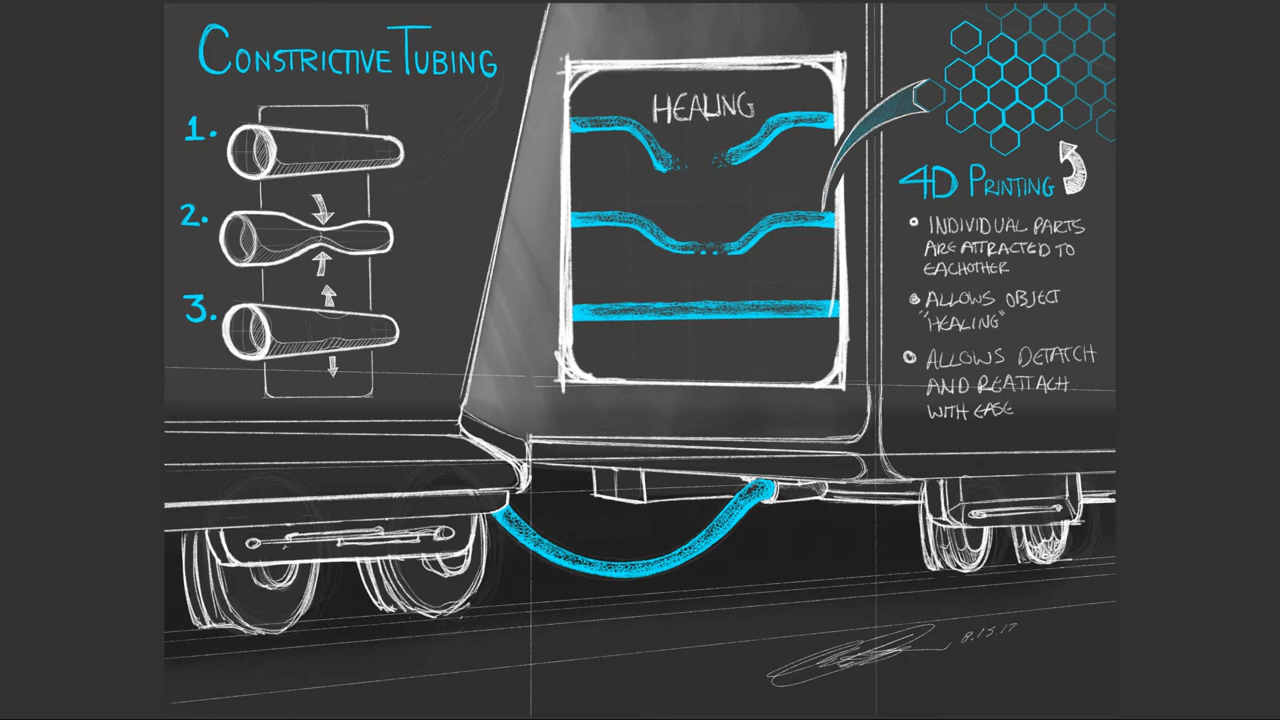 CONSTRICTIVE TUBING
1.
2.
3.
HEALING
4D PRINTING
INDIVIDUAL PARTS
ARE ATTRACTED TO
EACHOTHER
ALLOWS OBJECT
"HEALING"
ALLOWS DETATCH
AND REATTACH
WITH EASE
8.15.17